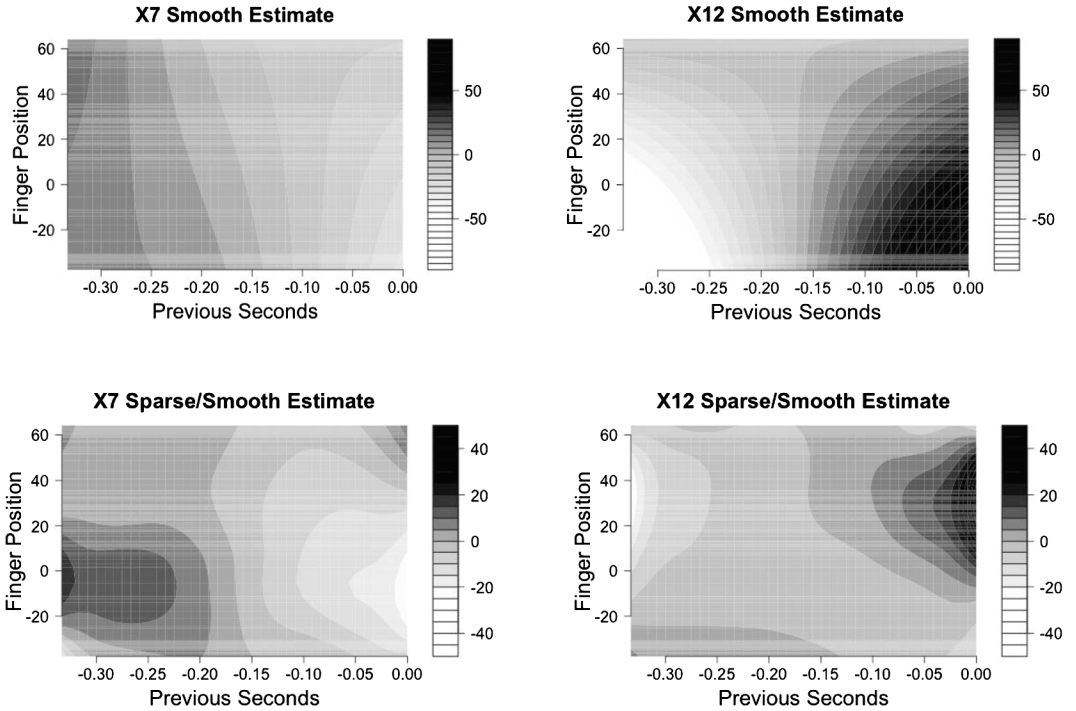 X7 Smooth Estimate
Finger Position
60
40
20
0
-20
-0.30 -0.25 -0.20 -0.15 -0.10 -0.05 0.00
Previous Seconds
50
0
-50
X12 Smooth Estimate
Finger Position
60
40
20
0
-20
-0.30 -0.25 -0.20 -0.15 -0.10 -0.05 0.00
Previous Seconds
50
0
-50
X7 Sparse/Smooth Estimate
Finger Position
60
40
20
0
-20
-0.30 -0.25 -0.20 -0.15 -0.10 -0.05 0.00
Previous Seconds
40
20
0
-20
-40
X12 Sparse/Smooth Estimate
Finger Position
60
40
20
0
-20
-0.30 -0.25 -0.20 -0.15 -0.10 -0.05 0.00
Previous Seconds
40
20
0
-20
-40